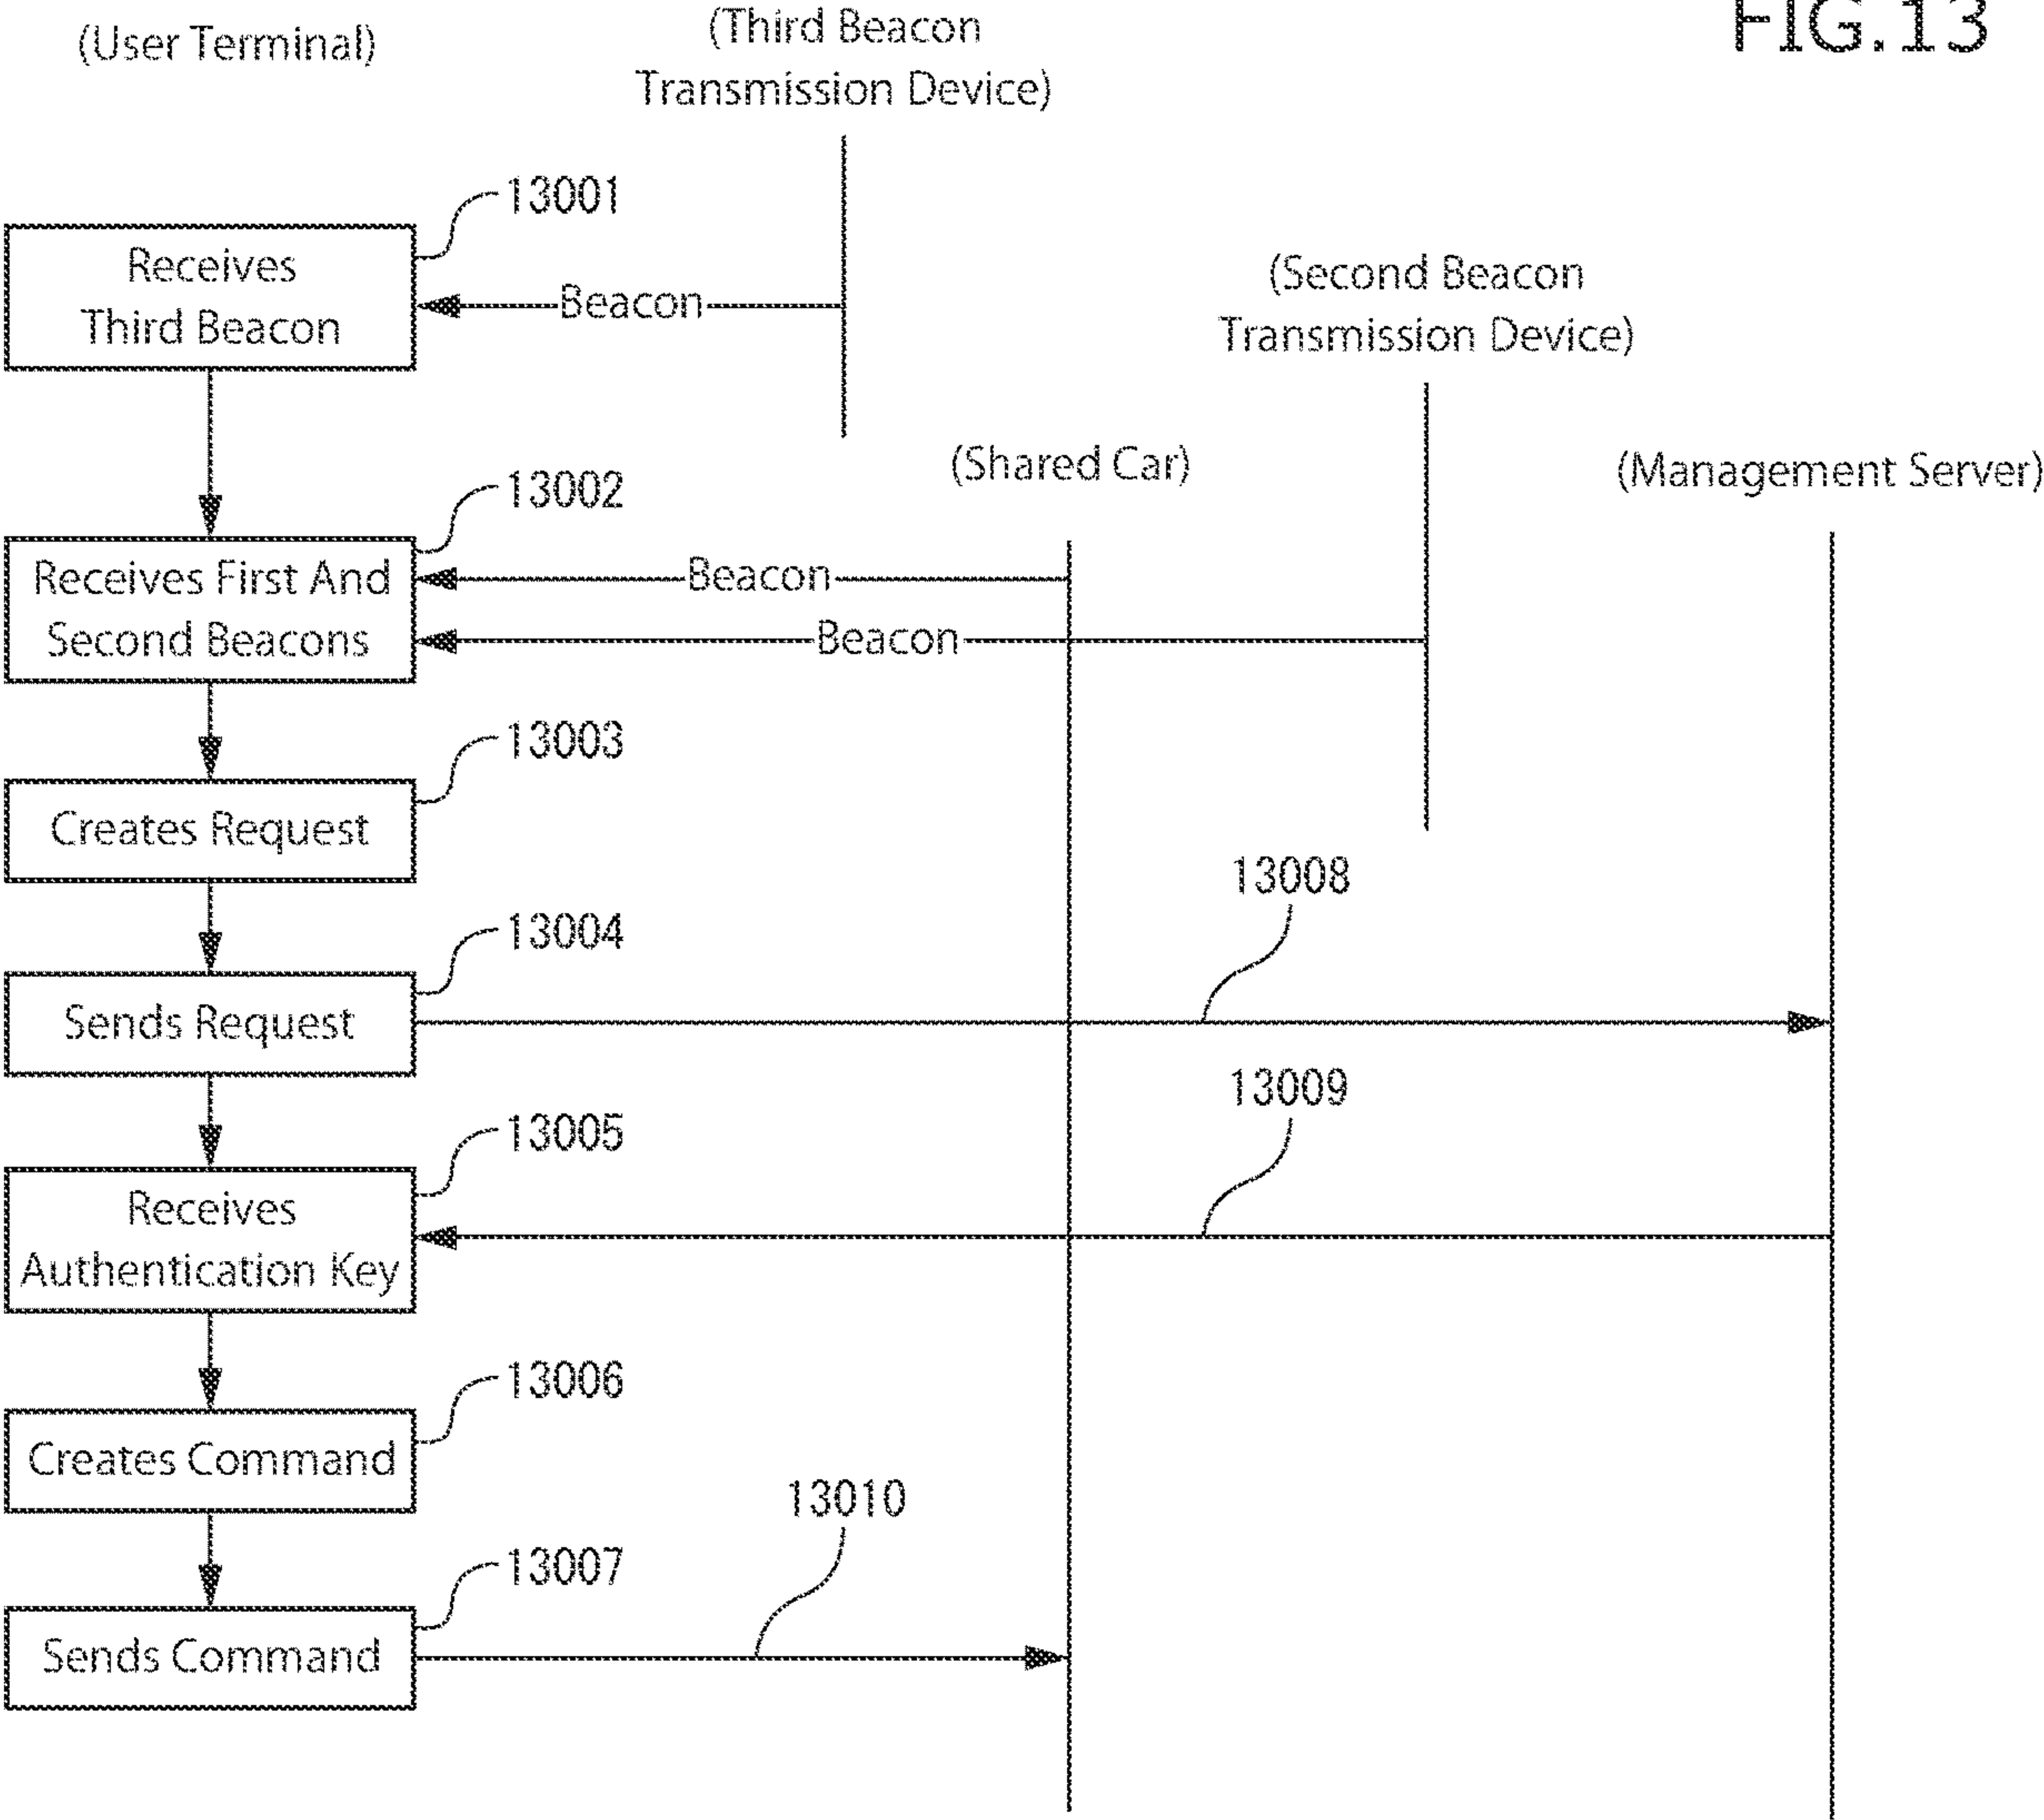 FIG.13
(User Terminal)
(Third Beacon
Transmission Device)
13001
Receives
Third Beacon
Beacon
(Second Beacon
Transmission Device)
(Shared Car)
(Management Server)
13002
Receives First And
Second Beacons
Beacon
Beacon
13003
Creates Request
13008
13004
Sends Request
13009
13005
Receives
Authentication Key
13006
Creates Command
13010
13007
Sends Command